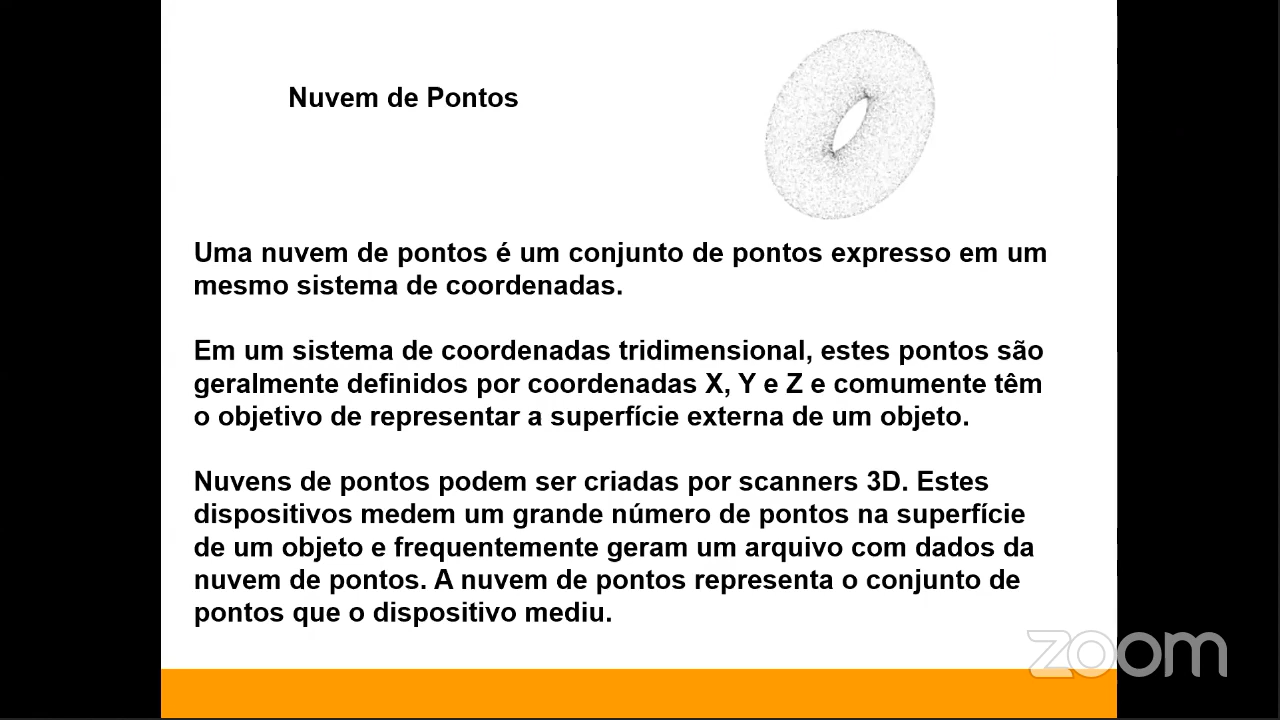 Nuvem de Pontos
Uma nuvem de pontos é um conjunto de pontos expresso em um
mesmo sistema de coordenadas.
Em um sistema de coordenadas tridimensional, estes pontos são
geralmente definidos por coordenadas X, Y e Z e comumente têm
o objetivo de representar a superfície externa de um objeto.
Nuvens de pontos podem ser criadas por scanners 3D. Estes
dispositivos medem um grande número de pontos na superfície
de um objeto e frequentemente geram um arquivo com dados da
nuvem de pontos. A nuvem de pontos representa o conjunto de
pontos que o dispositivo mediu.
zoom